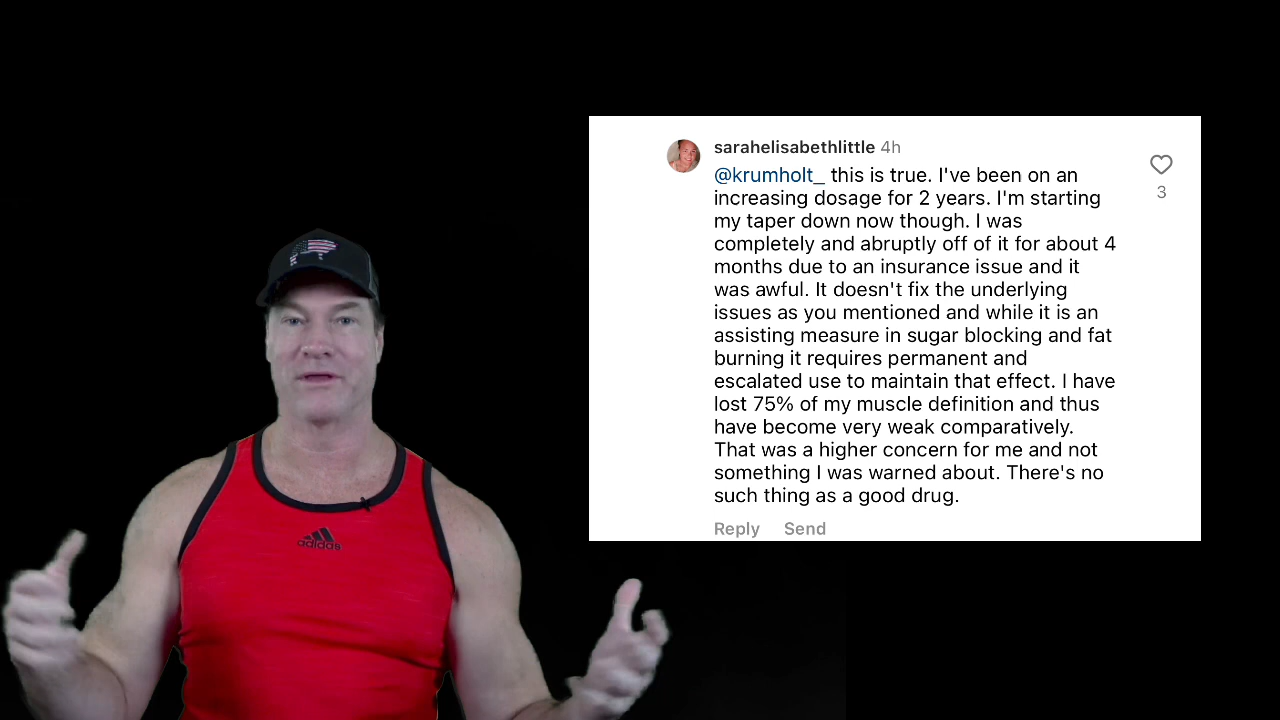 sarahelisabethlittle 4h
@krumholt_ this is true. I've been on an
increasing dosage for 2 years. I'm starting
my taper down now though. I was
completely and abruptly off of it for about 4
months due to an insurance issue and it
was awful. It doesn't fix the underlying
issues as you mentioned and while it is an
assisting measure in sugar blocking and fat
burning it requires permanent and
escalated use to maintain that effect. I have
lost 75% of my muscle definition and thus
have become very weak comparatively.
That was a higher concern for me and not
something I was warned about. There's no
such thing as a good drug.
3
Reply Send
adidas